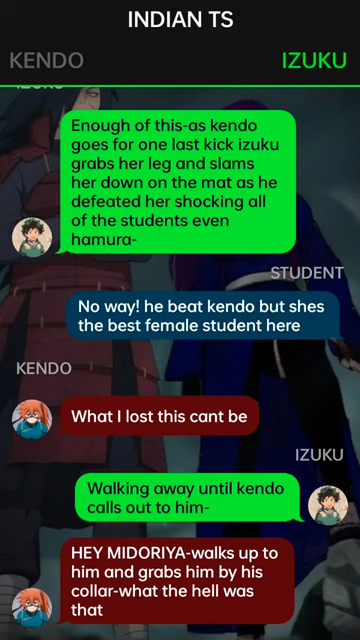 INDIAN TS
KENDO
IZUKU
IZUKU
Enough of this-as kendo
goes for one last kick izuku
grabs her leg and slams
her down on the mat as he
defeated her shocking all
of the students even
hamura-
STUDENT
No way! he beat kendo but shes
the best female student here
KENDO
What I lost this cant be
IZUKU
Walking away until kendo
calls out to him-
HEY MIDORIYA-walks up to
him and grabs him by his
collar-what the hell was
that